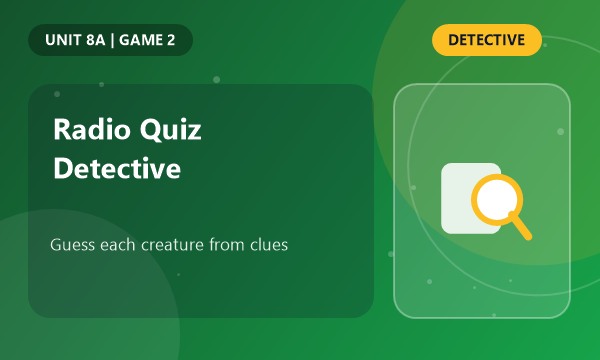 UNIT 8A | GAME 2
DETECTIVE
Radio Quiz
Detective
Guess each creature from clues